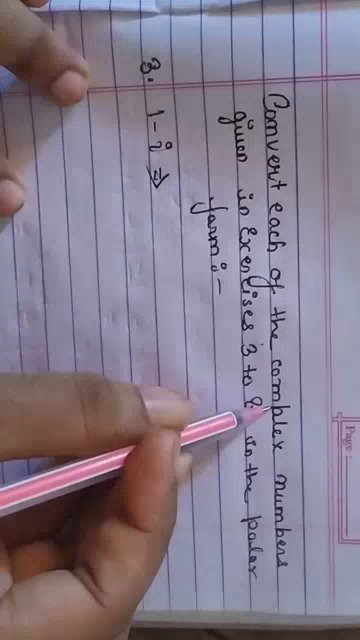 Page:
Convert each of the complex numbers
given in Exercises 3 to 8 in the polar
form:-
3. 1-i ⇒